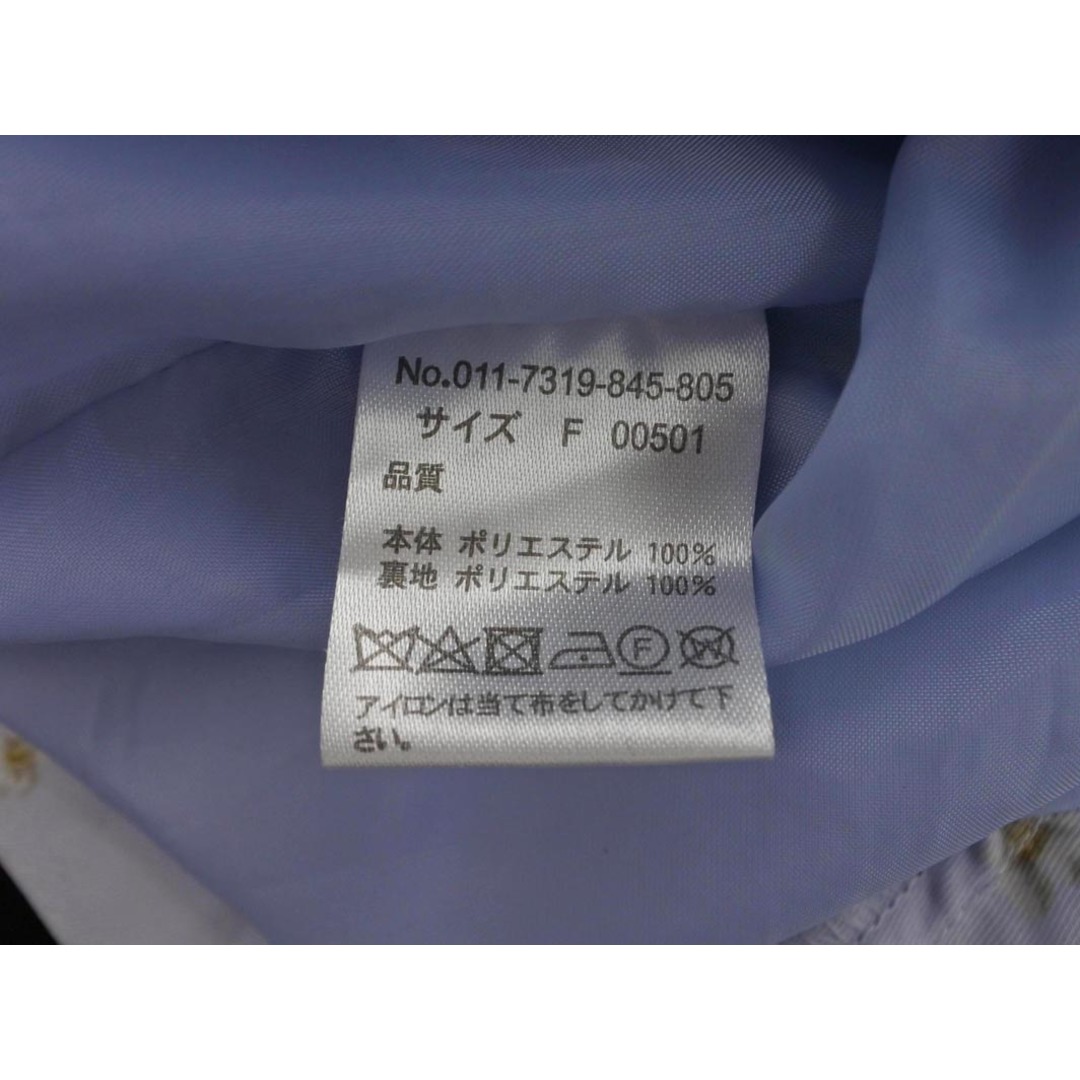 No.011-7319-845-805
サイズ F 00501
品質
本体 ポリエステル 100%
裏地 ポリエステル 100%
F
アイロンは当て布をしてかけて下
さい。